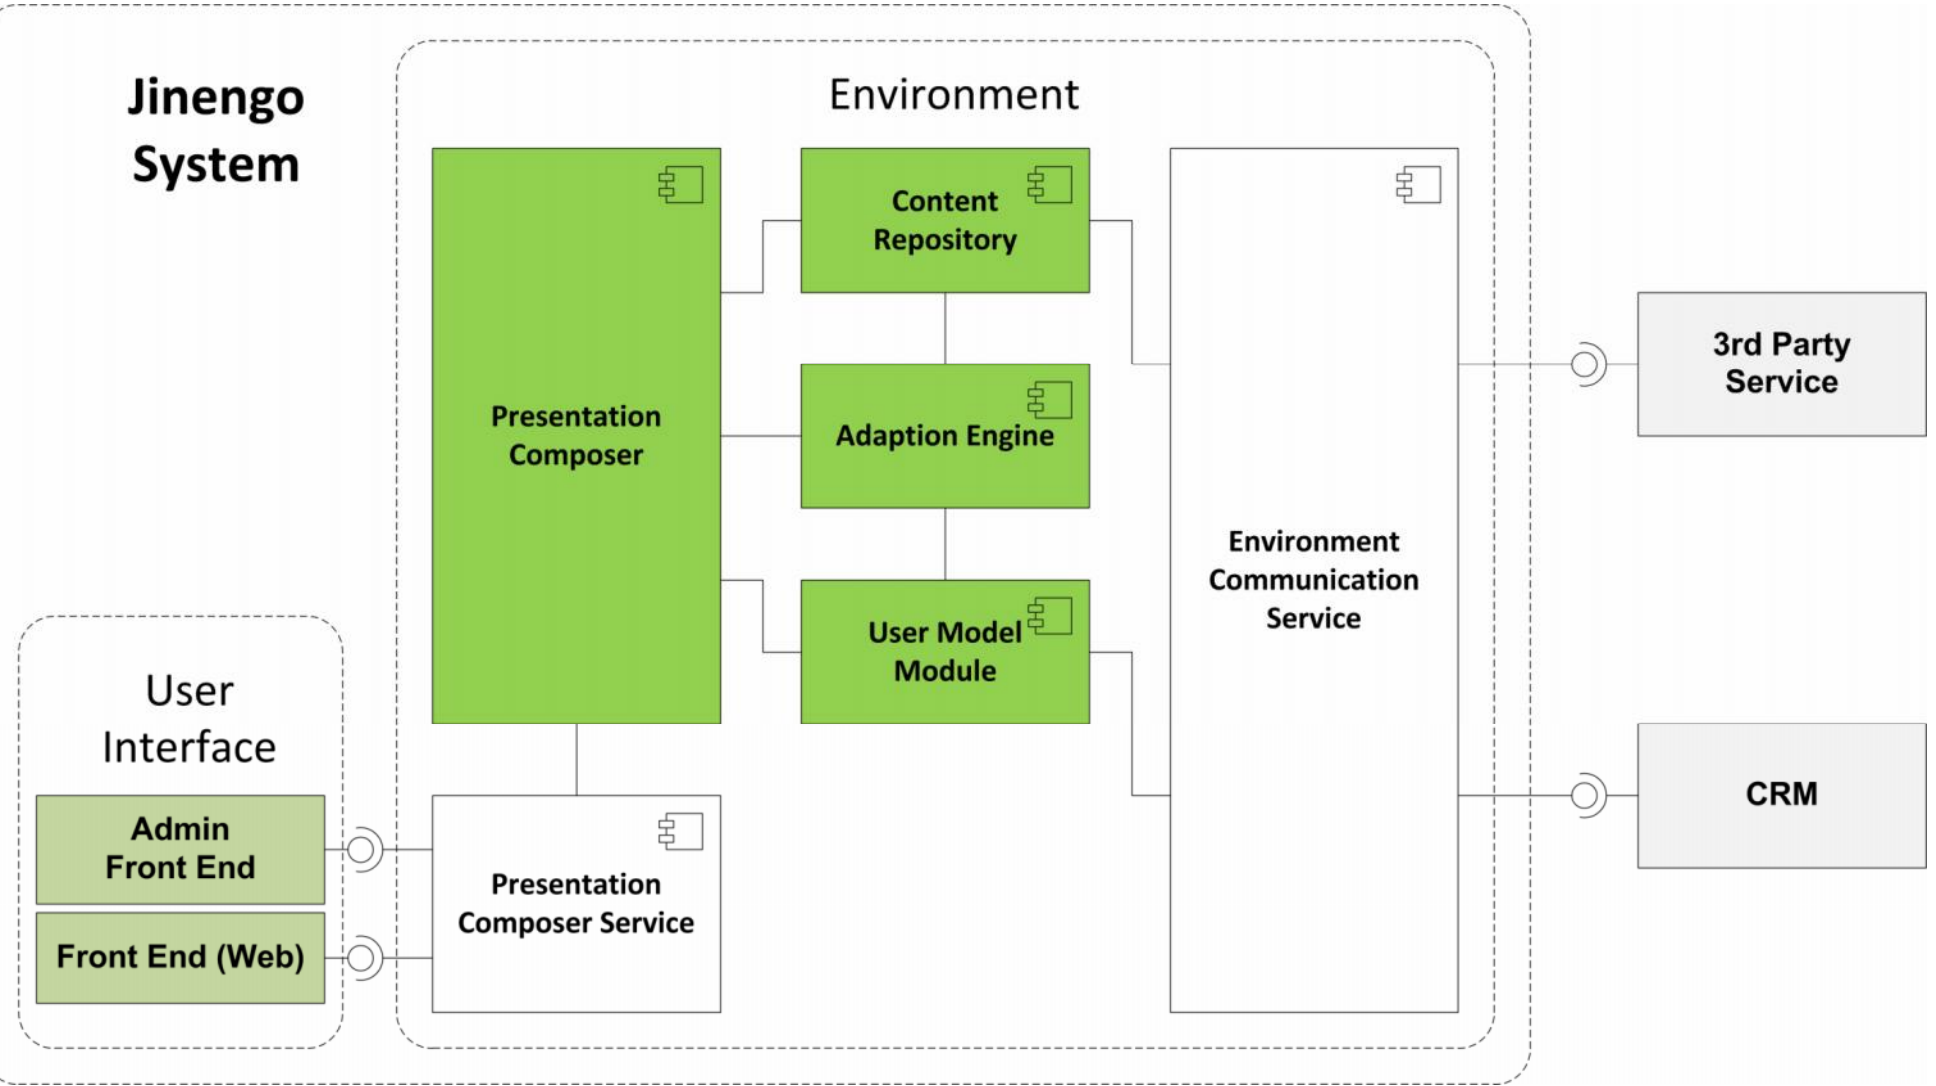 Jinengo
System
Environment
Presentation
Composer
Content
Repository
Adaption Engine
User Model
Module
Environment
Communication
Service
3rd Party
Service
CRM
User
Interface
Admin
Front End
Front End (Web)
Presentation
Composer Service